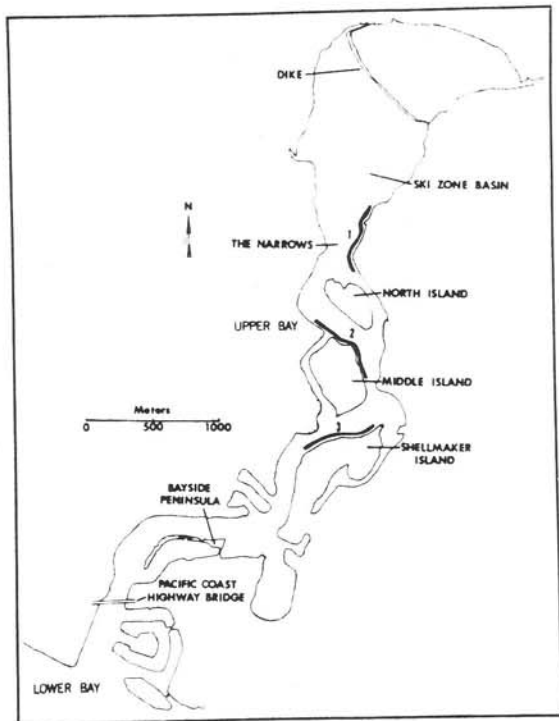 DIKE
SKI ZONE BASIN
N
1
THE NARROWS
NORTH ISLAND
UPPER BAY
2
MIDDLE ISLAND
Meters
0 500 1000
3
SHELLMAKER
ISLAND
BAYSIDE
PENINSULA
PACIFIC COAST
HIGHWAY BRIDGE
LOWER BAY